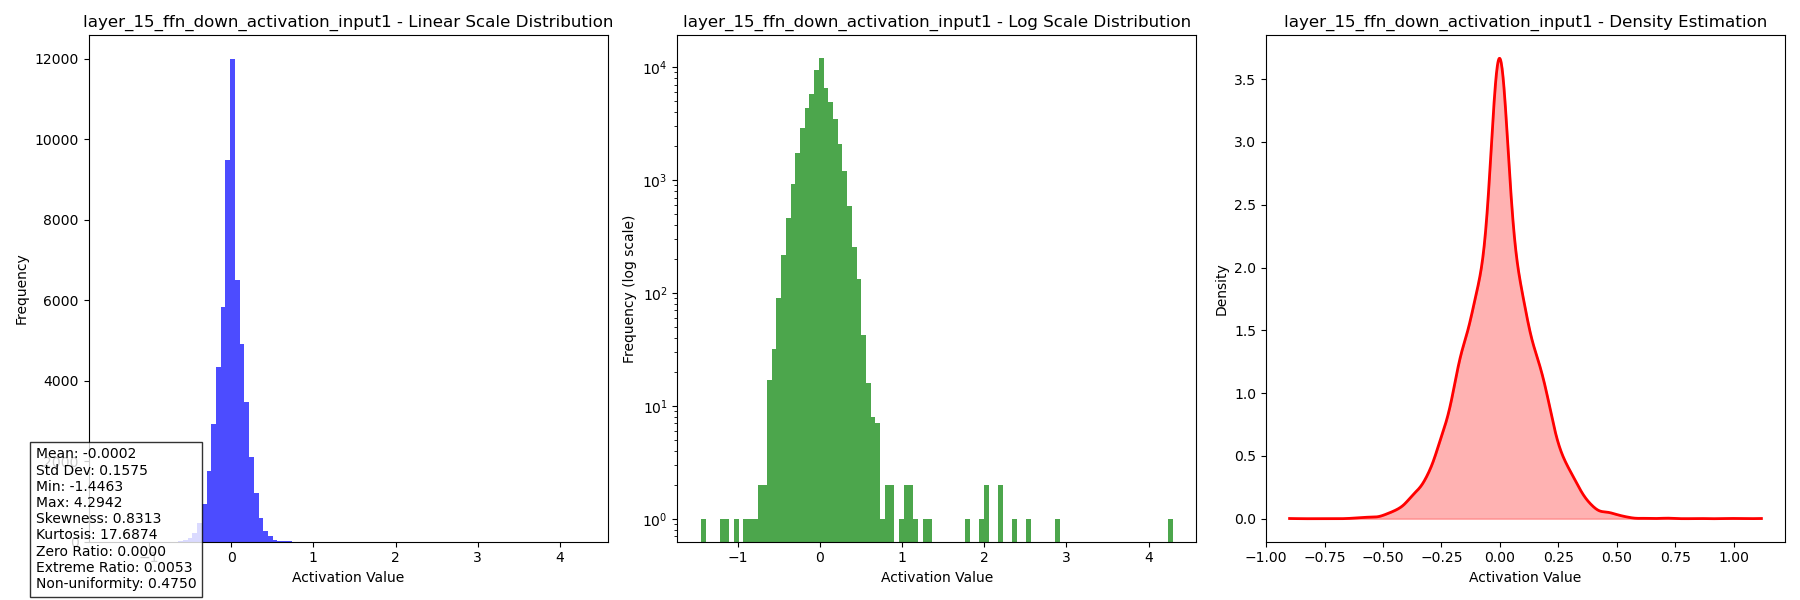 layer_15_ffn_down_activation_input1 - Linear Scale Distribution
12000
10000
8000
6000
4000
2000
0
Frequency
−1
0
1
2
3
4
Activation Value
Mean: -0.0002
Std Dev: 0.1575
Min: -1.4463
Max: 4.2942
Skewness: 0.8313
Kurtosis: 17.6874
Zero Ratio: 0.0000
Extreme Ratio: 0.0053
Non-uniformity: 0.4750
layer_15_ffn_down_activation_input1 - Log Scale Distribution
10⁴
10³
10²
10¹
10⁰
Frequency (log scale)
−1
0
1
2
3
4
Activation Value
layer_15_ffn_down_activation_input1 - Density Estimation
3.5
3.0
2.5
2.0
1.5
1.0
0.5
0.0
Density
−1.00
−0.75
−0.50
−0.25
0.00
0.25
0.50
0.75
1.00
Activation Value